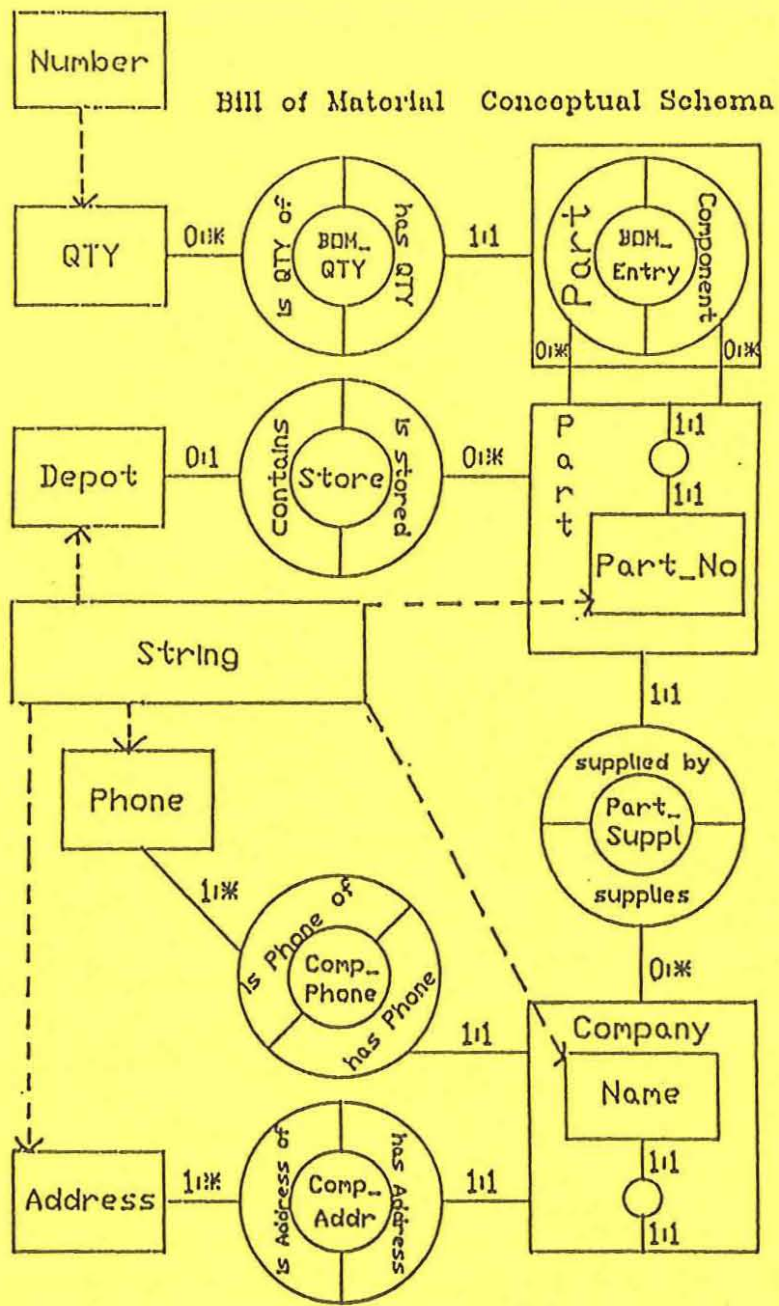 Number
Bill of Material Conceptual Schema
QTY
0:*
is QTY of
BOM_
QTY
has QTY
1:1
Part
BOM_
Entry
Component
0:*
0:*
Depot
0:1
contains
Store
is stored
0:*
Part
1:1
1:1
Part_No
String
1:1
Phone
supplied by
Part_
Suppl
supplies
1:*
is Phone of
Comp_
Phone
has Phone
0:*
1:1
Company
Name
1:1
1:1
Address
1:*
is Address of
Comp_
Addr
has Address
1:1